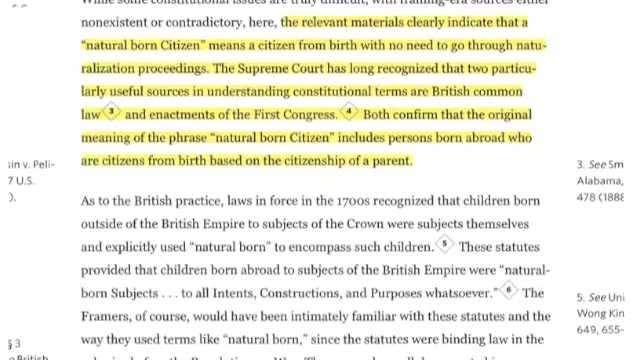 While some constitutional issues are truly difficult, with framing-era sources either
nonexistent or contradictory, here, the relevant materials clearly indicate that a
“natural born Citizen” means a citizen from birth with no need to go through natu-
ralization proceedings. The Supreme Court has long recognized that two particu-
larly useful sources in understanding constitutional terms are British common
law 3 and enactments of the First Congress. 4 Both confirm that the original
meaning of the phrase “natural born Citizen” includes persons born abroad who
are citizens from birth based on the citizenship of a parent.
As to the British practice, laws in force in the 1700s recognized that children born
outside of the British Empire to subjects of the Crown were subjects themselves
and explicitly used “natural born” to encompass such children. 5 These statutes
provided that children born abroad to subjects of the British Empire were “natural-
born Subjects . . . to all Intents, Constructions, and Purposes whatsoever.” 6 The
Framers, of course, would have been intimately familiar with these statutes and the
way they used terms like “natural born,” since the statutes were binding law in the
in v. Peli-
7 U.S.
).
§ 3
British
3. See Sm
Alabama,
478 (1888
5. See Uni
Wong Kin
649, 655-